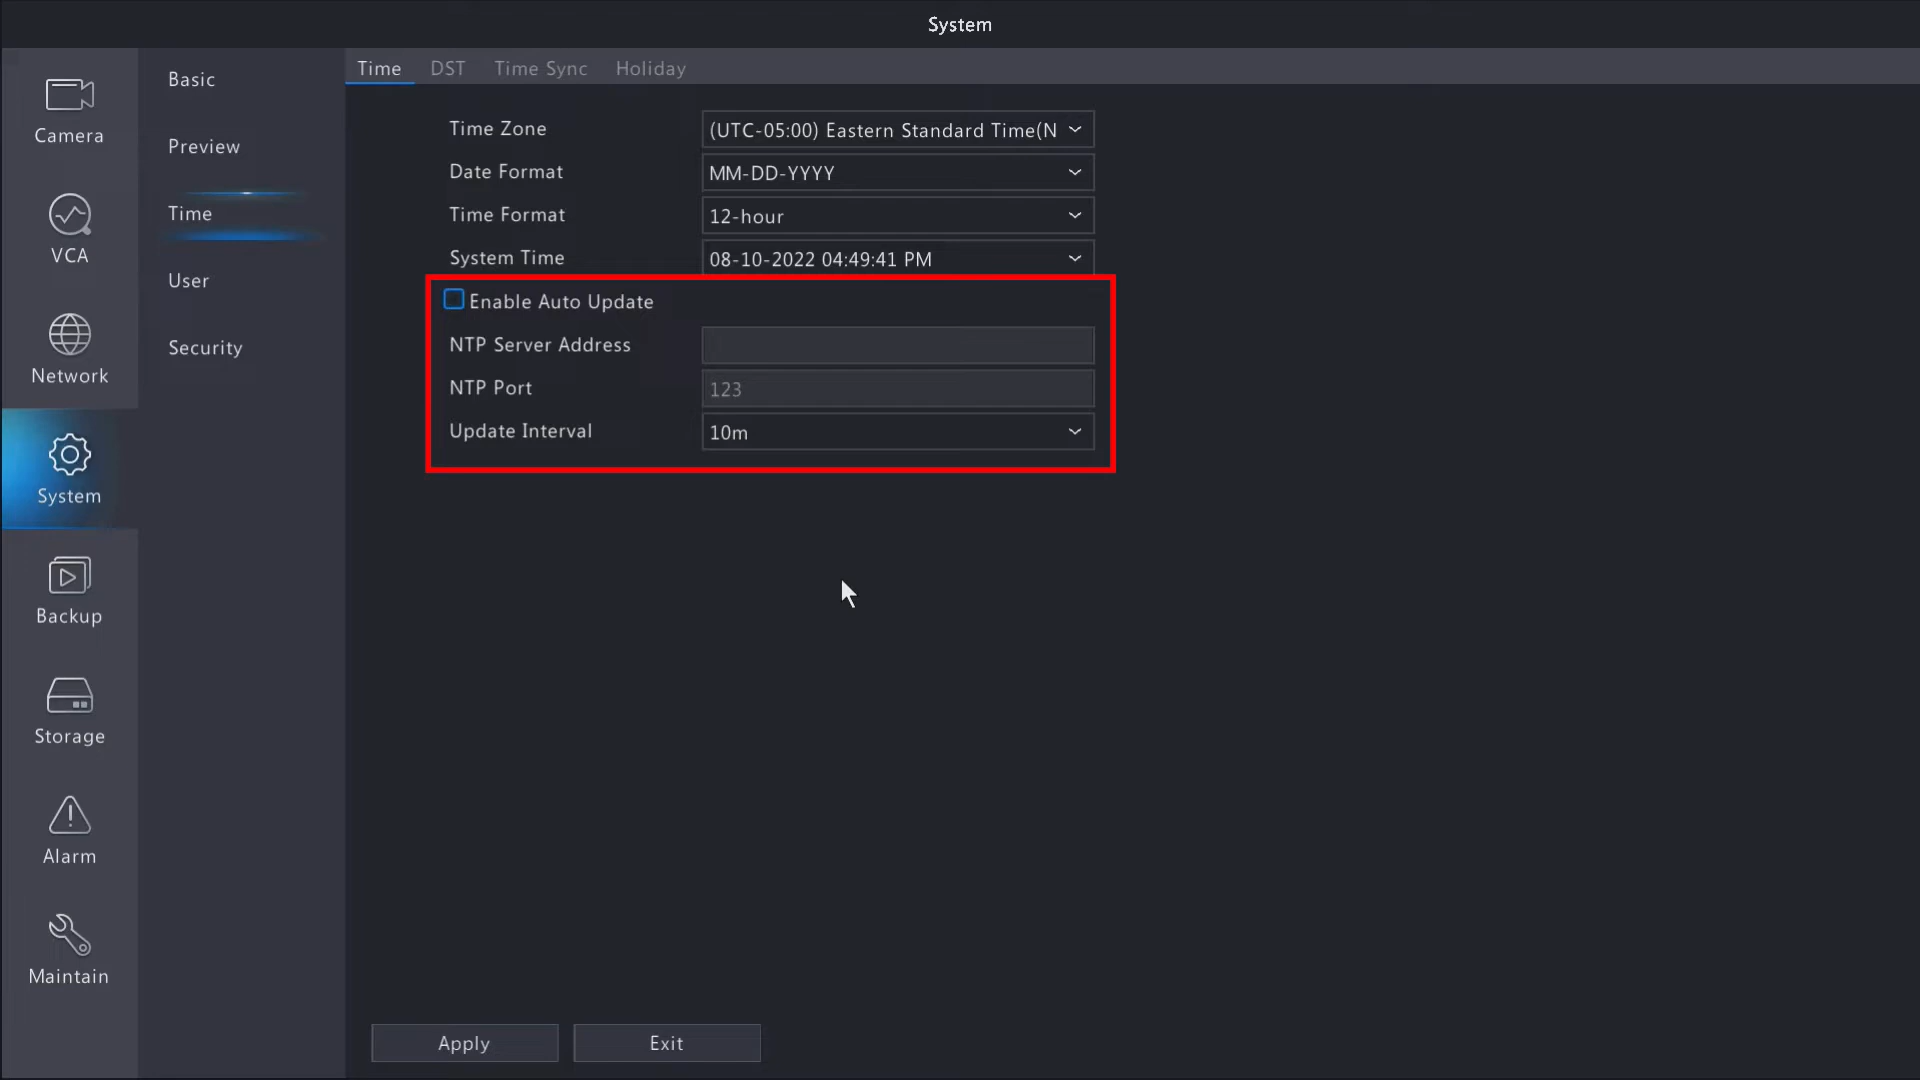 System
Camera
VCA
Network
System
Backup
Storage
Alarm
Maintain
Basic
Preview
Time
User
Security
Time DST Time Sync Holiday
Time Zone (UTC-05:00) Eastern Standard Time(N
Date Format MM-DD-YYYY
Time Format 12-hour
System Time 08-10-2022 04:49:41 PM
Enable Auto Update
NTP Server Address
NTP Port 123
Update Interval 10m
Apply Exit